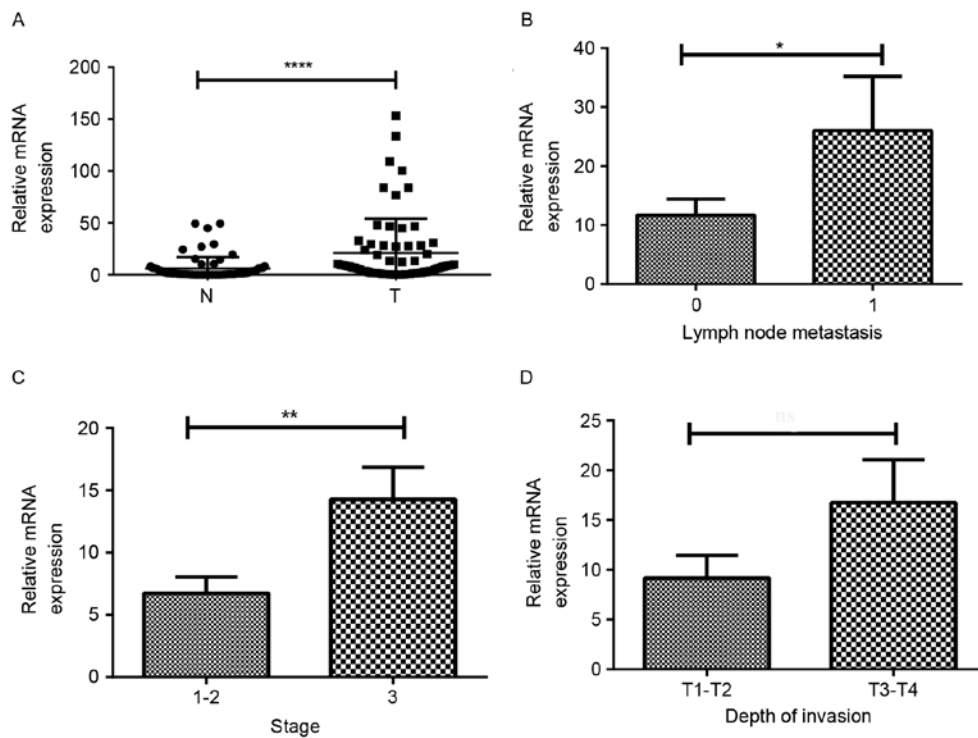 A
Relative mRNA
expression
200
150
100
50
0
****
N
T
B
Relative mRNA
expression
40
30
20
10
0
*
0
1
Lymph node metastasis
C
Relative mRNA
expression
20
15
10
5
0
**
1-2
3
Stage
D
Relative mRNA
expression
25
20
15
10
5
0
ns
T1-T2
T3-T4
Depth of invasion